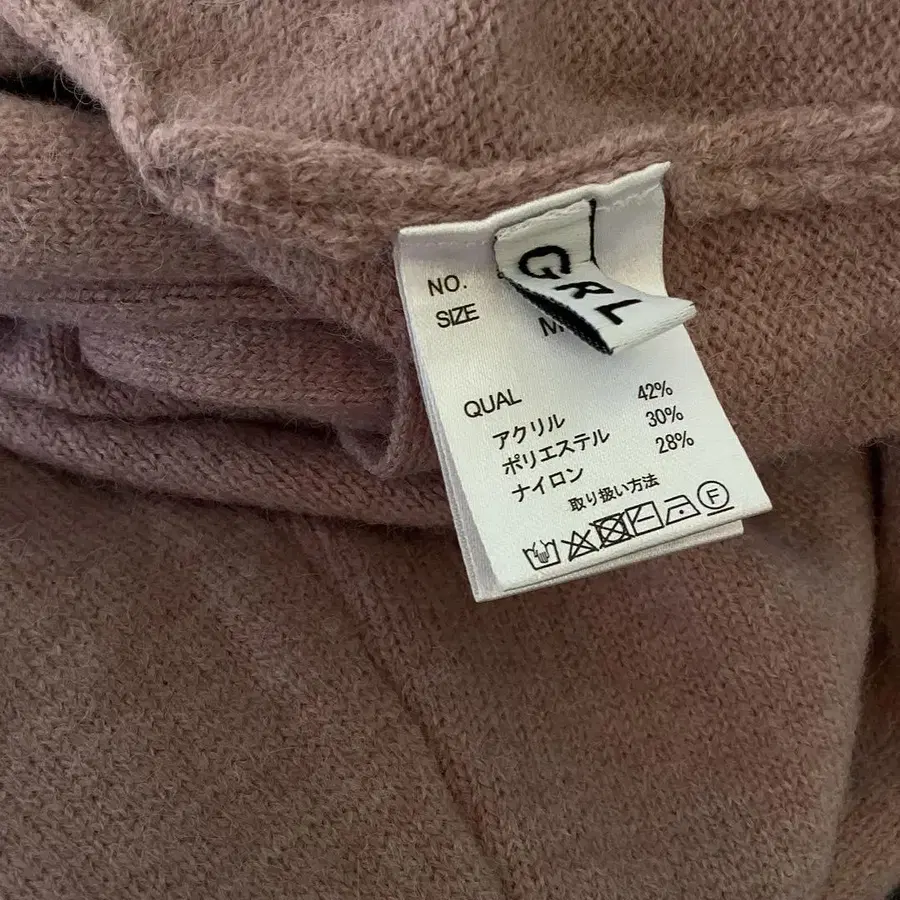 GRL
NO.
SIZE M
QUAL
アクリル 42%
ポリエステル 30%
ナイロン 28%
取り扱い方法
F